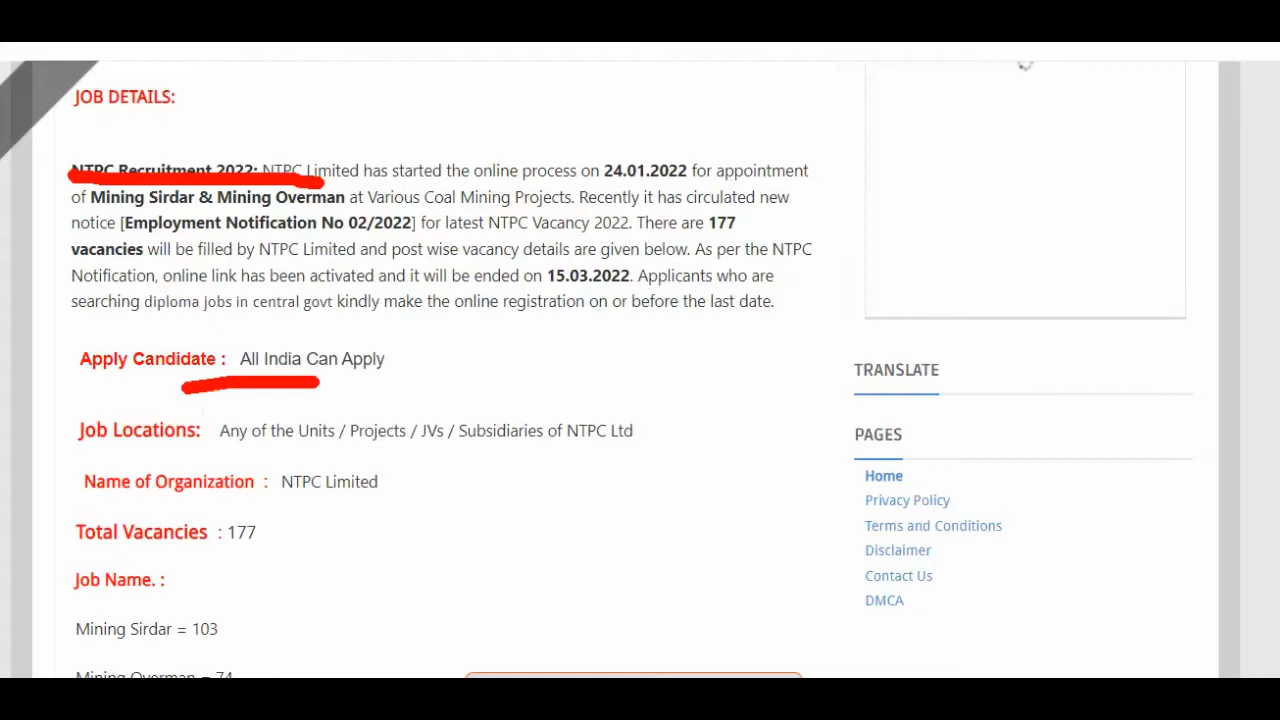 JOB DETAILS:
NTPC Recruitment 2022: NTPC Limited has started the online process on 24.01.2022 for appointment
of Mining Sirdar & Mining Overman at Various Coal Mining Projects. Recently it has circulated new
notice [Employment Notification No 02/2022] for latest NTPC Vacancy 2022. There are 177
vacancies will be filled by NTPC Limited and post wise vacancy details are given below. As per the NTPC
Notification, online link has been activated and it will be ended on 15.03.2022. Applicants who are
searching diploma jobs in central govt kindly make the online registration on or before the last date.
Apply Candidate : All India Can Apply
Job Locations: Any of the Units / Projects / JVs / Subsidiaries of NTPC Ltd
Name of Organization : NTPC Limited
Total Vacancies : 177
Job Name. :
Mining Sirdar = 103
Mining Overman = 74
TRANSLATE
PAGES
Home
Privacy Policy
Terms and Conditions
Disclaimer
Contact Us
DMCA